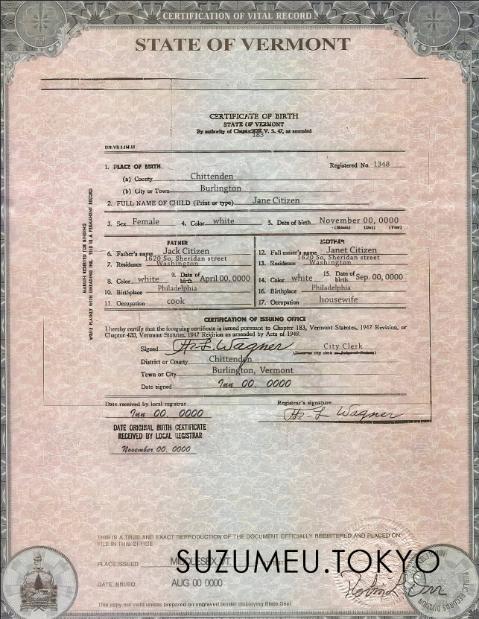 CERTIFICATION OF VITAL RECORD
STATE OF VERMONT
CERTIFICATE OF BIRTH
STATE OF VERMONT
By authority of Chapter V. S. 47, as amended
183
1. PLACE OF BIRTH
Registered No. 1348
(a) County Chittenden
(b) City or Town Burlington
2. FULL NAME OF CHILD (Print or type) Jane Citizen
3. Sex Female 4. Color white 5. Date of birth November 00, 0000
(Month) (Day) (Year)
FATHER
6. Father's name Jack Citizen
1620 So. Sheridan street
7. Residence Washington
8. Color white 9. Date of birth April 00, 0000
10. Birthplace Philadelphia
11. Occupation cook
MOTHER
12. Full sister's name Janet Citizen
1620 So. Sheridan street
13. Residence Washington
14. Color white 15. Date of birth Sep. 00, 0000
16. Birthplace Philadelphia
17. Occupation housewife
CERTIFICATION OF ISSUING OFFICE
I hereby certify that the foregoing certificate is issued pursuant to Chapter 183, Vermont Statutes, 1947 Revision, or
Chapter 420, Vermont Statutes, 1947 Revision as amended by Acts of 1949.
Signed Wagner City Clerk
District or County Chittenden
Town or City Burlington, Vermont
Date signed Jan 00. 0000
Date received by local registrar
Jan 00. 0000
Registrar's signature
Wagner
DATE ORIGINAL BIRTH CERTIFICATE
RECEIVED BY LOCAL REGISTRAR
November 00. 0000
THIS IS A TRUE AND EXACT REPRODUCTION OF THE DOCUMENT OFFICIALLY REGISTERED AND PLACED ON
FILE IN THIS OFFICE
PLACE ISSUED MIDDLESEX, VT
SUZUMEU.TOKYO
DATE ISSUED AUG 00 0000
This copy not valid unless prepared on engraved border displaying State Seal